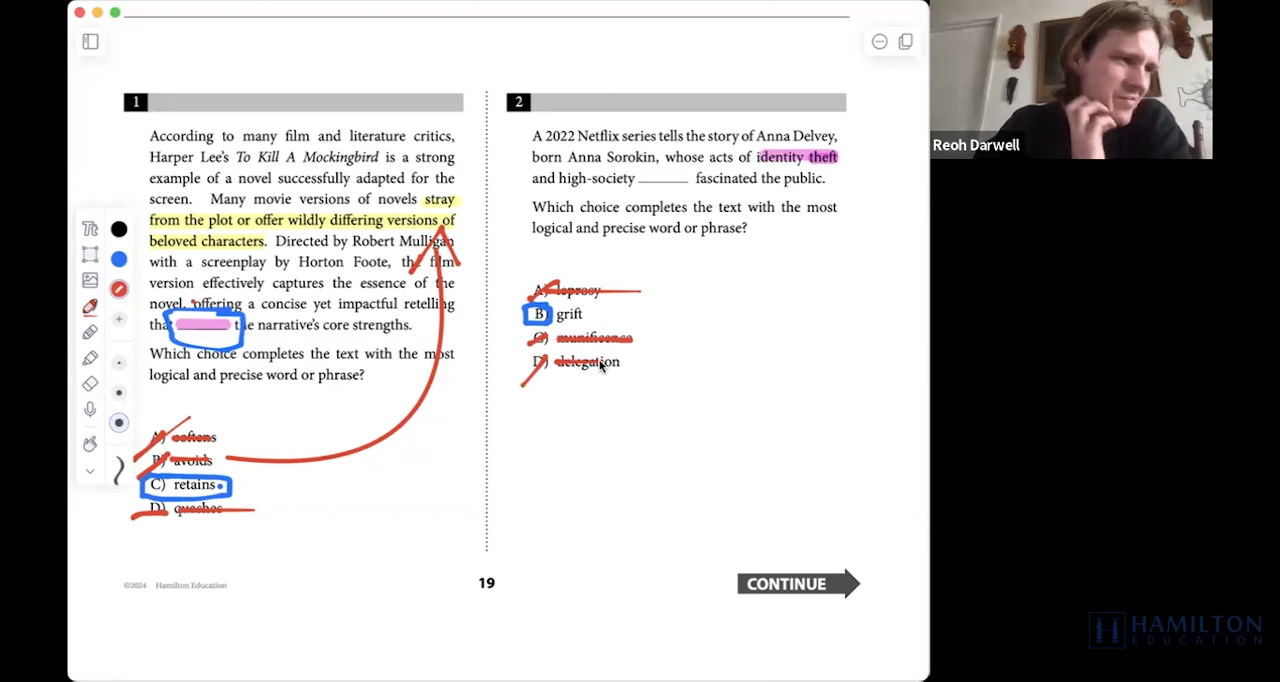 1
According to many film and literature critics,
Harper Lee's To Kill A Mockingbird is a strong
example of a novel successfully adapted for the
screen. Many movie versions of novels stray
from the plot or offer wildly differing versions of
beloved characters. Directed by Robert Mulligan
with a screenplay by Horton Foote, the film
version effectively captures the essence of the
novel, offering a concise yet impactful retelling
that the narrative's core strengths.
Which choice completes the text with the most
logical and precise word or phrase?
A) softens
B) avoids
C) retains
D) quashes
2
A 2022 Netflix series tells the story of Anna Delvey,
born Anna Sorokin, whose acts of identity theft
and high-society ______ fascinated the public.
Which choice completes the text with the most
logical and precise word or phrase?
A) leprosy
B) grift
C) munificence
D) delegation
©2024 Hamilton Education
19
CONTINUE
Reoh Darwell
Tt
H HAMILTON
EDUCATION